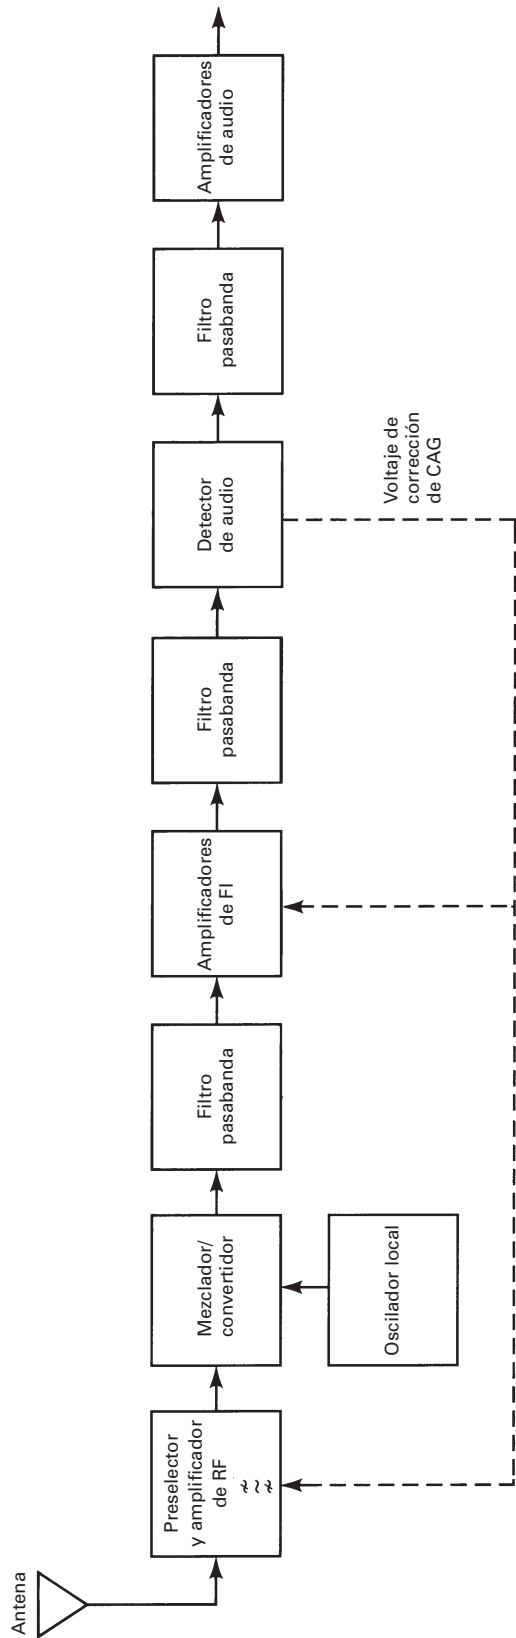 Antena
Preselector
y amplificador
de RF
Mezclador/
convertidor
Oscilador local
Filtro
pasabanda
Amplificadores
de FI
Filtro
pasabanda
Detector
de audio
Voltaje de
corrección
de CAG
Filtro
pasabanda
Amplificadores
de audio